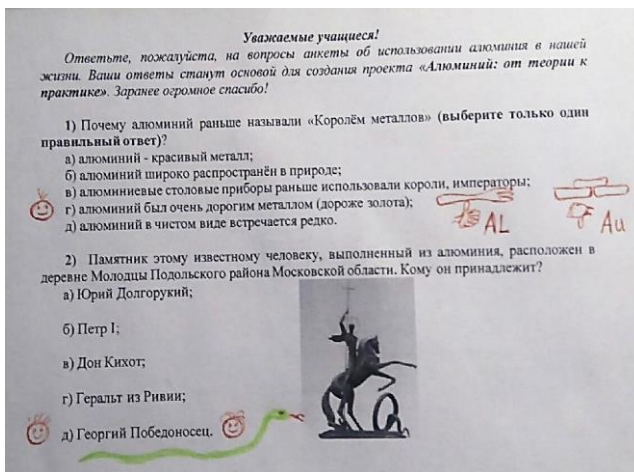 Уважаемые учащиеся!
Ответьте, пожалуйста, на вопросы анкеты об использовании алюминия в нашей
жизни. Ваши ответы станут основой для создания проекта «Алюминий: от теории к
практике». Заранее огромное спасибо!
1) Почему алюминий раньше называли «Королём металлов» (выберите только один
правильный ответ)?
а) алюминий - красивый металл;
б) алюминий широко распространён в природе;
в) алюминиевые столовые приборы раньше использовали короли, императоры;
г) алюминий был очень дорогим металлом (дороже золота);
д) алюминий в чистом виде встречается редко.
AL Au
2) Памятник этому известному человеку, выполненный из алюминия, расположен в
деревне Молодцы Подольского района Московской области. Кому он принадлежит?
а) Юрий Долгорукий;
б) Петр I;
в) Дон Кихот;
г) Геральт из Ривии;
д) Георгий Победоносец.